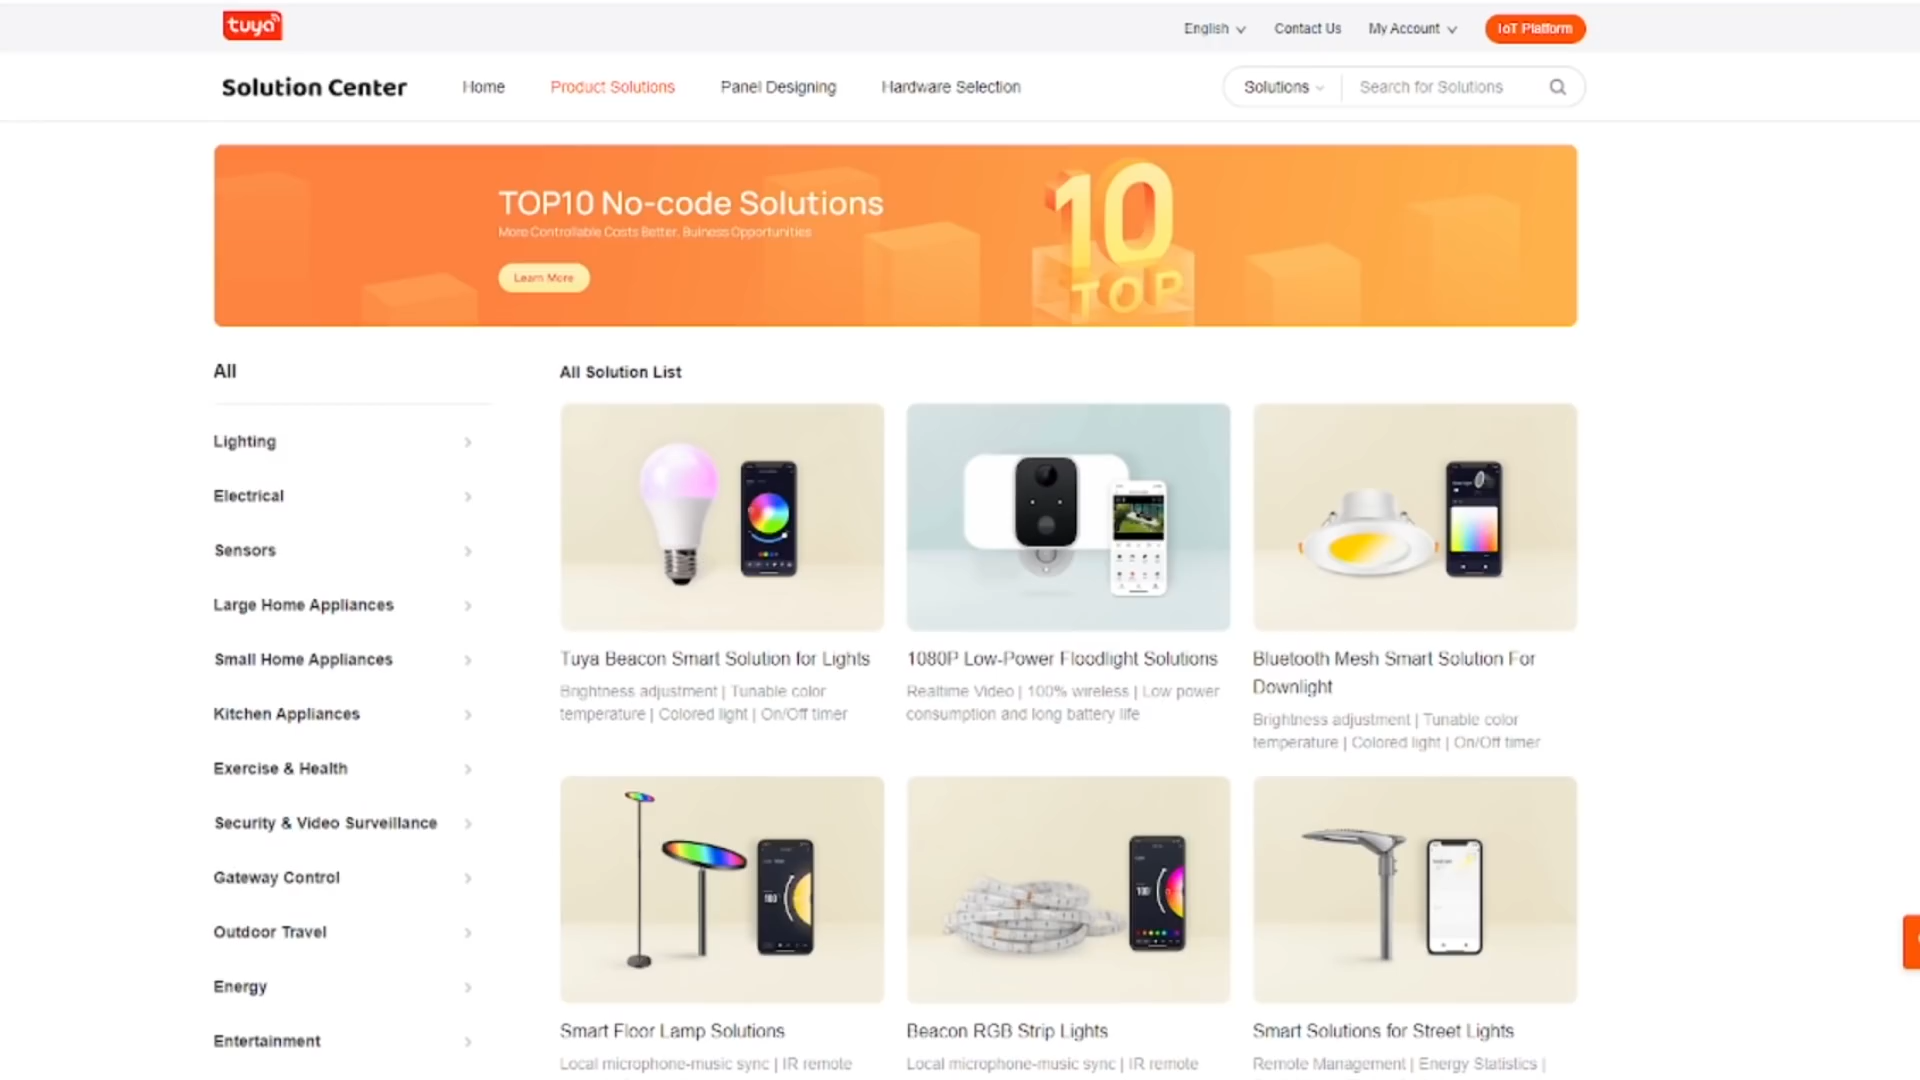 tuya
English
Contact Us
My Account
IoT Platform
Solution Center
Home
Product Solutions
Panel Designing
Hardware Selection
Solutions
Search for Solutions
TOP10 No-code Solutions
More Controllable Costs Better. Buiness Opportunities
Learn More
10
TOP
All
Lighting
Electrical
Sensors
Large Home Appliances
Small Home Appliances
Kitchen Appliances
Exercise & Health
Security & Video Surveillance
Gateway Control
Outdoor Travel
Energy
Entertainment
All Solution List
Tuya Beacon Smart Solution for Lights
Brightness adjustment | Tunable color
temperature | Colored light | On/Off timer
1080P Low-Power Floodlight Solutions
Realtime Video | 100% wireless | Low power
consumption and long battery life
Bluetooth Mesh Smart Solution For
Downlight
Brightness adjustment | Tunable color
temperature | Colored light | On/Off timer
100
Smart Floor Lamp Solutions
Local microphone-music sync | IR remote
100
Beacon RGB Strip Lights
Local microphone-music sync | IR remote
Smart Solutions for Street Lights
Remote Management | Energy Statistics |